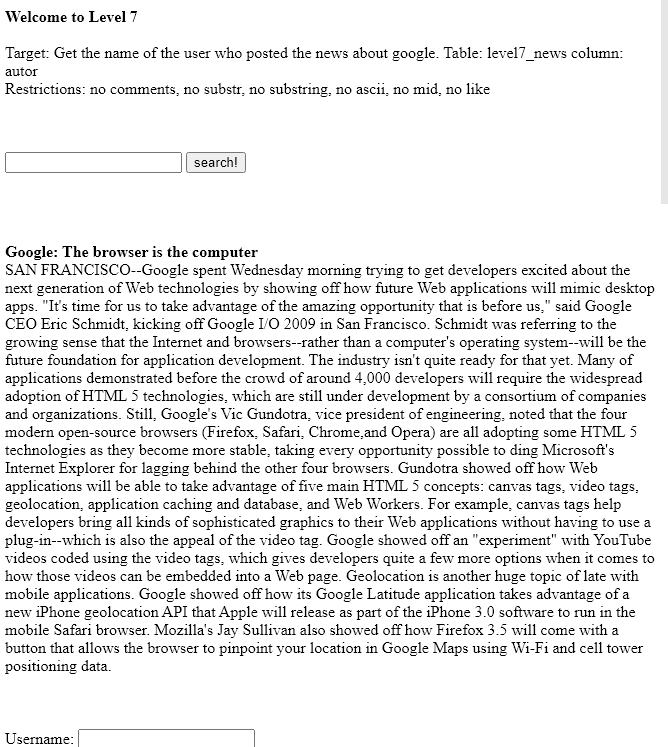 Welcome to Level 7
Target: Get the name of the user who posted the news about google. Table: level7_news column:
autor
Restrictions: no comments, no substr, no substring, no ascii, no mid, no like
search!
Google: The browser is the computer
SAN FRANCISCO--Google spent Wednesday morning trying to get developers excited about the
next generation of Web technologies by showing off how future Web applications will mimic desktop
apps. "It's time for us to take advantage of the amazing opportunity that is before us," said Google
CEO Eric Schmidt, kicking off Google I/O 2009 in San Francisco. Schmidt was referring to the
growing sense that the Internet and browsers--rather than a computer's operating system--will be the
future foundation for application development. The industry isn't quite ready for that yet. Many of
applications demonstrated before the crowd of around 4,000 developers will require the widespread
adoption of HTML 5 technologies, which are still under development by a consortium of companies
and organizations. Still, Google's Vic Gundotra, vice president of engineering, noted that the four
modern open-source browsers (Firefox, Safari, Chrome,and Opera) are all adopting some HTML 5
technologies as they become more stable, taking every opportunity possible to ding Microsoft's
Internet Explorer for lagging behind the other four browsers. Gundotra showed off how Web
applications will be able to take advantage of five main HTML 5 concepts: canvas tags, video tags,
geolocation, application caching and database, and Web Workers. For example, canvas tags help
developers bring all kinds of sophisticated graphics to their Web applications without having to use a
plug-in--which is also the appeal of the video tag. Google showed off an "experiment" with YouTube
videos coded using the video tags, which gives developers quite a few more options when it comes to
how those videos can be embedded into a Web page. Geolocation is another huge topic of late with
mobile applications. Google showed off how its Google Latitude application takes advantage of a
new iPhone geolocation API that Apple will release as part of the iPhone 3.0 software to run in the
mobile Safari browser. Mozilla's Jay Sullivan also showed off how Firefox 3.5 will come with a
button that allows the browser to pinpoint your location in Google Maps using Wi-Fi and cell tower
positioning data.
Username: